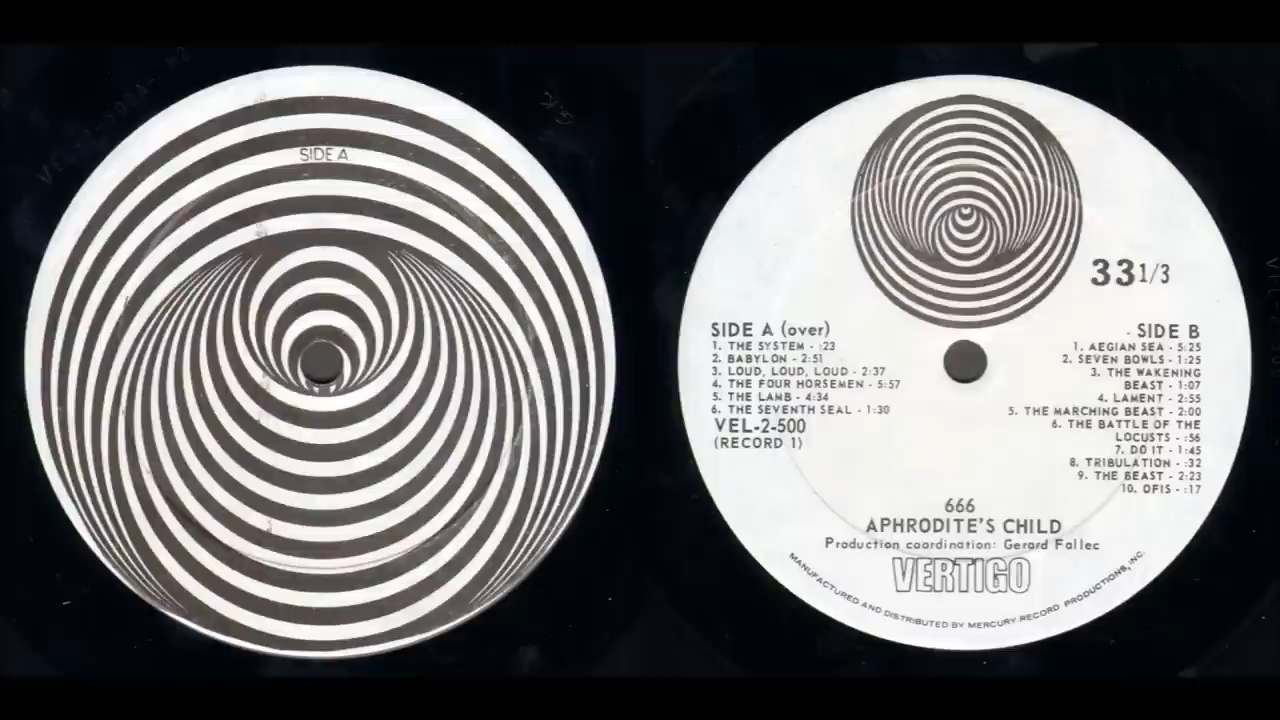 SIDE A
33 1/3
SIDE A (over)
1. THE SYSTEM - :23
2. BABYLON - 2:51
3. LOUD, LOUD, LOUD - 2:37
4. THE FOUR HORSEMEN - 5:57
5. THE LAMB - 4:34
6. THE SEVENTH SEAL - 1:30
VEL-2-500
(RECORD 1)
- SIDE B
1. AEGIAN SEA - 5:25
2. SEVEN BOWLS - 1:25
3. THE WAKENING
BEAST - 1:07
4. LAMENT - 2:55
5. THE MARCHING BEAST - 2:00
6. THE BATTLE OF THE
LOCUSTS - :56
7. DO IT - 1:45
8. TRIBULATION - :32
9. THE BEAST - 2:23
10. OFIS - :17
666
APHRODITE'S CHILD
Production coordination: Gerard Fallec
VERTIGO
MANUFACTURED AND DISTRIBUTED BY MERCURY RECORD PRODUCTIONS, INC.